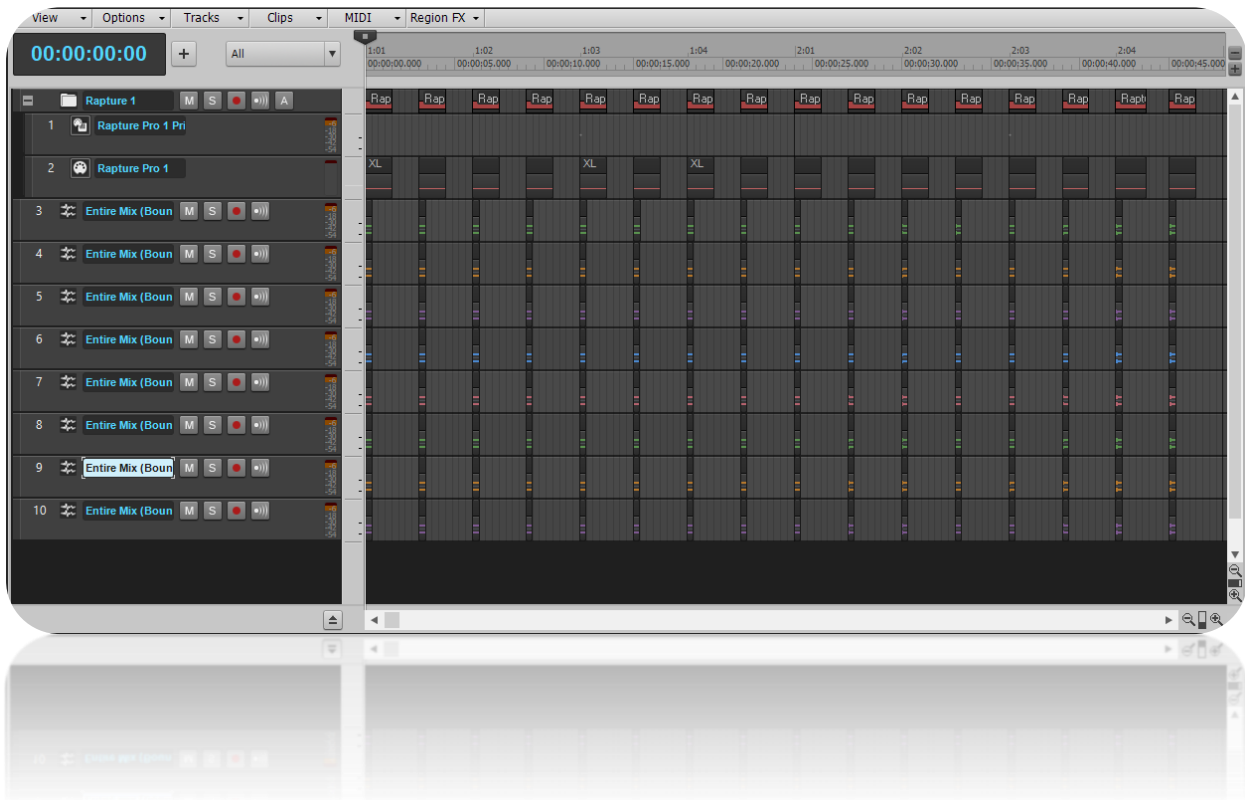 View Options Tracks Clips MIDI Region FX
00:00:00:00 + All
1:01 1:02 1:03 1:04 2:01 2:02 2:03 2:04
00:00:00.000 00:00:05.000 00:00:10.000 00:00:15.000 00:00:20.000 00:00:25.000 00:00:30.000 00:00:35.000 00:00:40.000 00:00:45.000
Rapture 1 M S A Rap Rap Rap Rap Rap Rap Rap Rap Rap Rap Rap Rap Rap Rap Rapt Rap
1 Rapture Pro 1 Pri
2 Rapture Pro 1 XL XL XL
3 Entire Mix (Boun M S
4 Entire Mix (Boun M S
5 Entire Mix (Boun M S
6 Entire Mix (Boun M S
7 Entire Mix (Boun M S
8 Entire Mix (Boun M S
9 Entire Mix (Boun M S
10 Entire Mix (Boun M S